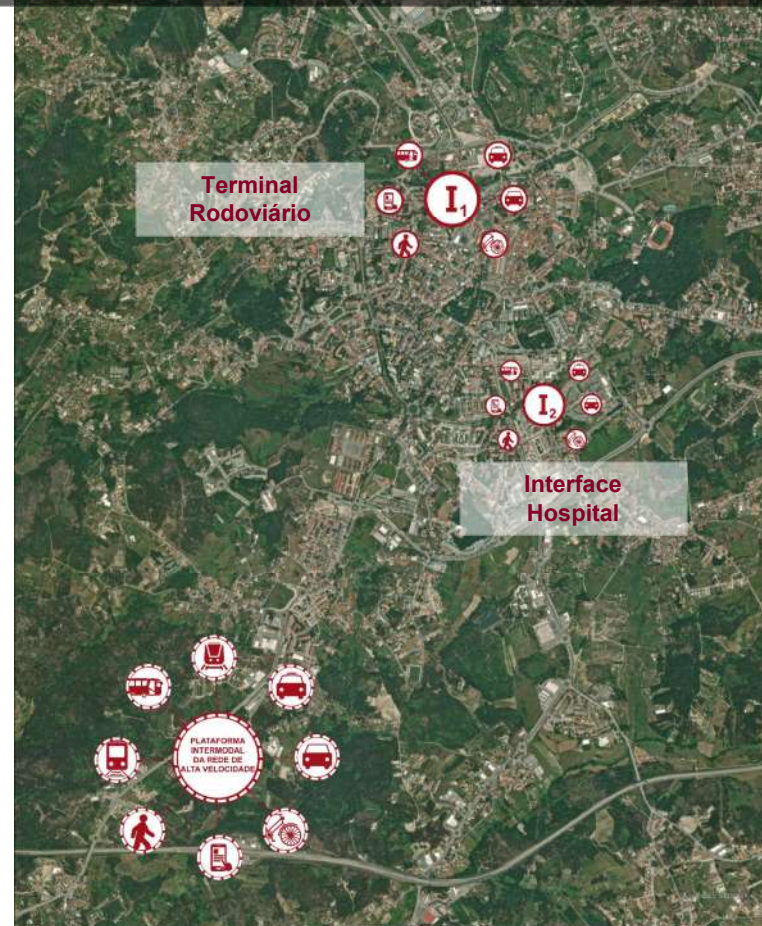 Terminal
Rodoviário
I1
I2
Interface
Hospital
PLATAFORMA
INTERMODAL
DA REDE DE
ALTA VELOCIDADE